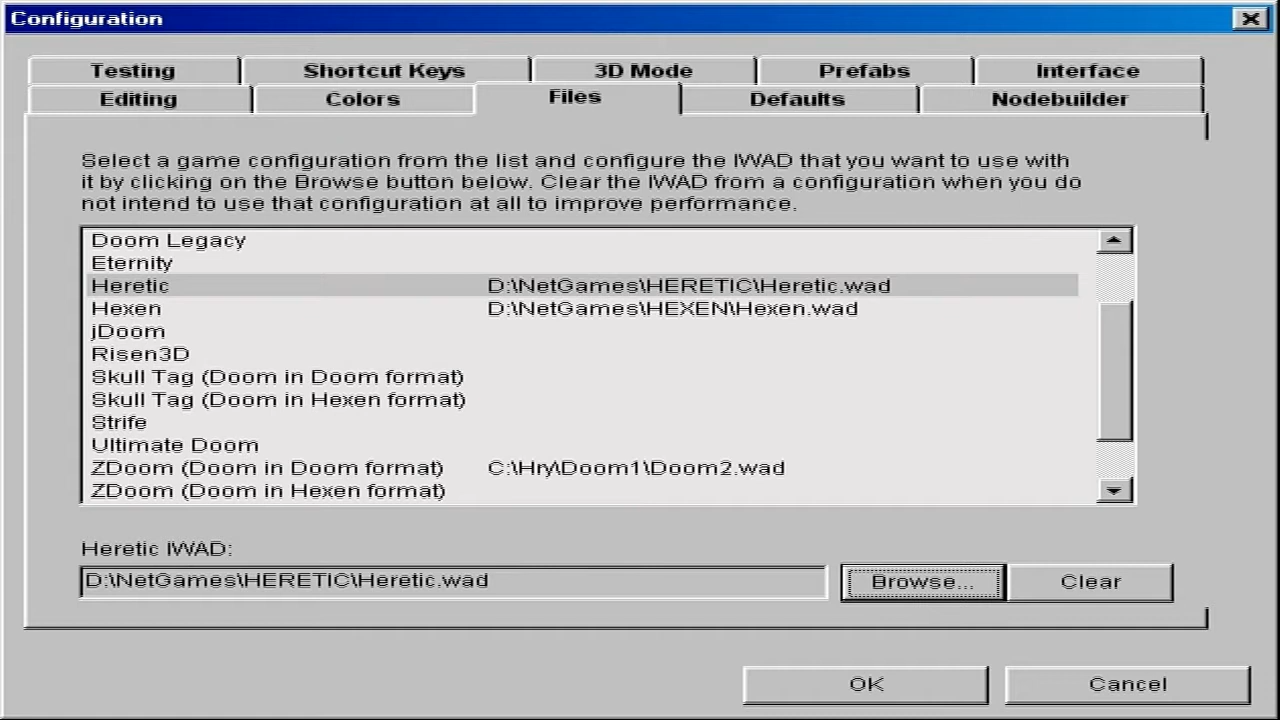 Configuration
Testing
Shortcut Keys
3D Mode
Prefabs
Interface
Editing
Colors
Files
Defaults
Nodebuilder
Select a game configuration from the list and configure the IWAD that you want to use with
it by clicking on the Browse button below. Clear the IWAD from a configuration when you do
not intend to use that configuration at all to improve performance.
Doom Legacy
Eternity
Heretic D:\NetGames\HERETIC\Heretic.wad
Hexen D:\NetGames\HEXEN\Hexen.wad
jDoom
Risen3D
Skull Tag (Doom in Doom format)
Skull Tag (Doom in Hexen format)
Strife
Ultimate Doom
ZDoom (Doom in Doom format) C:\Hry\Doom1\Doom2.wad
ZDoom (Doom in Hexen format)
Heretic IWAD:
D:\NetGames\HERETIC\Heretic.wad
Browse...
Clear
OK
Cancel